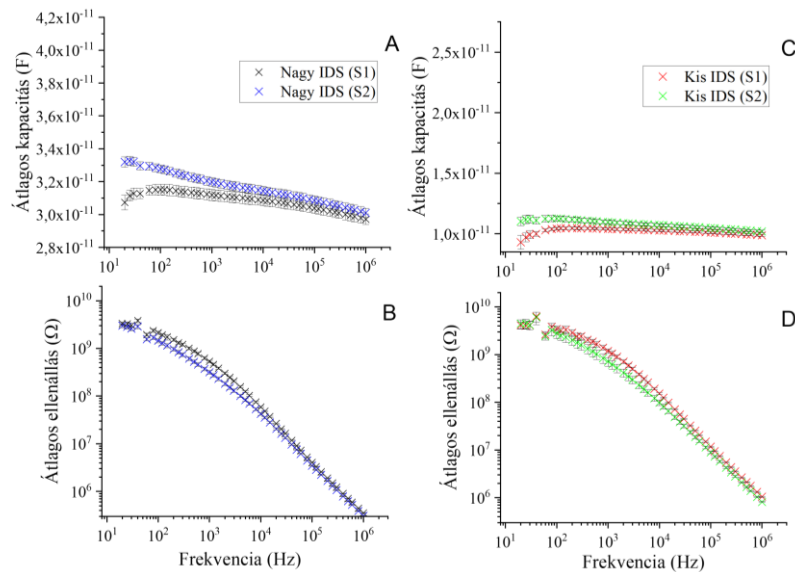 A
Átlagos kapacitás (F)
4,2x10⁻¹¹
4,0x10⁻¹¹
3,8x10⁻¹¹
3,6x10⁻¹¹
3,4x10⁻¹¹
3,2x10⁻¹¹
3,0x10⁻¹¹
2,8x10⁻¹¹
Nagy IDS (S1)
Nagy IDS (S2)
10¹ 10² 10³ 10⁴ 10⁵ 10⁶
C
Átlagos kapacitás (F)
2,5x10⁻¹¹
2,0x10⁻¹¹
1,5x10⁻¹¹
1,0x10⁻¹¹
Kis IDS (S1)
Kis IDS (S2)
10¹ 10² 10³ 10⁴ 10⁵ 10⁶
B
Átlagos ellenállás (Ω)
10¹⁰
10⁹
10⁸
10⁷
10⁶
10¹ 10² 10³ 10⁴ 10⁵ 10⁶
Frekvencia (Hz)
D
Átlagos ellenállás (Ω)
10¹⁰
10⁹
10⁸
10⁷
10⁶
10¹ 10² 10³ 10⁴ 10⁵ 10⁶
Frekvencia (Hz)